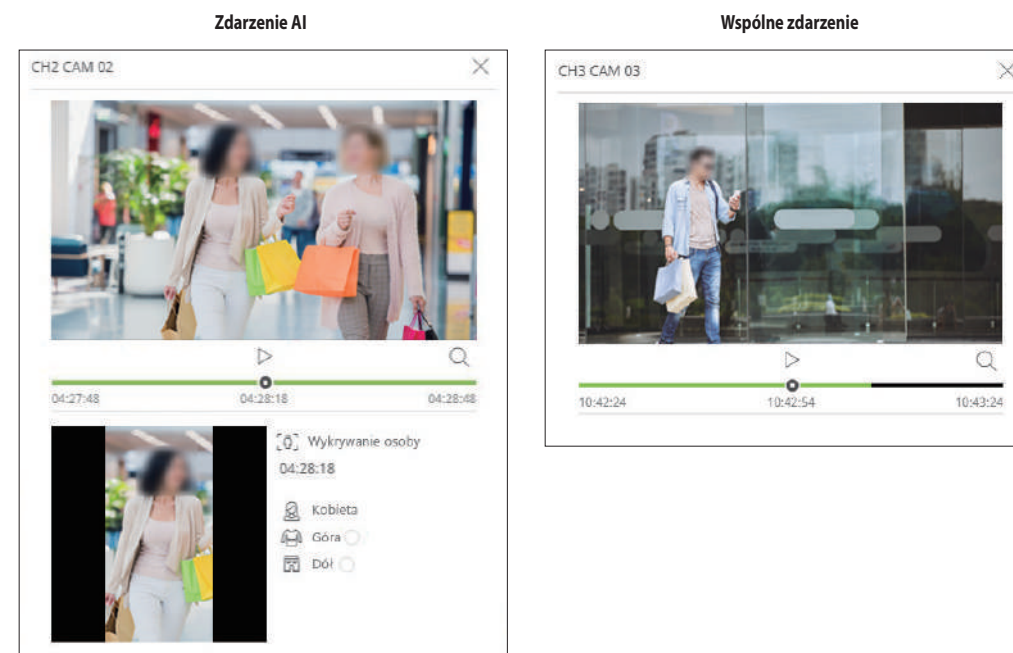 Zdarzenie AI
CH2 CAM 02
04:27:48 04:28:18 04:28:48
Wykrywanie osoby
04:28:18
Kobieta
Góra
Dół
Wspólne zdarzenie
CH3 CAM 03
10:42:24 10:42:54 10:43:24